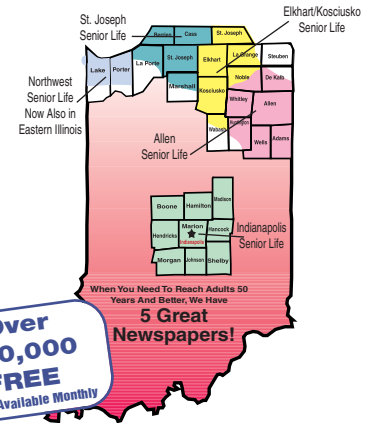 St. Joseph
Senior Life
Elkhart/Kosciusko
Senior Life
Berrien
Cass
St. Joseph
Lake
Porter
La Porte
St. Joseph
Elkhart
La Grange
Steuben
Noble
De Kalb
Marshall
Kosciusko
Whitley
Allen
Northwest
Senior Life
Now Also in
Eastern Illinois
Allen
Senior Life
Wabash
Huntington
Wells
Adams
Boone
Hamilton
Madison
Hendricks
Marion
Indianapolis
Hancock
Morgan
Johnson
Shelby
Indianapolis
Senior Life
When You Need To Reach Adults 50
Years And Better, We Have
5 Great
Newspapers!
Over
0,000
FREE
Available Monthly